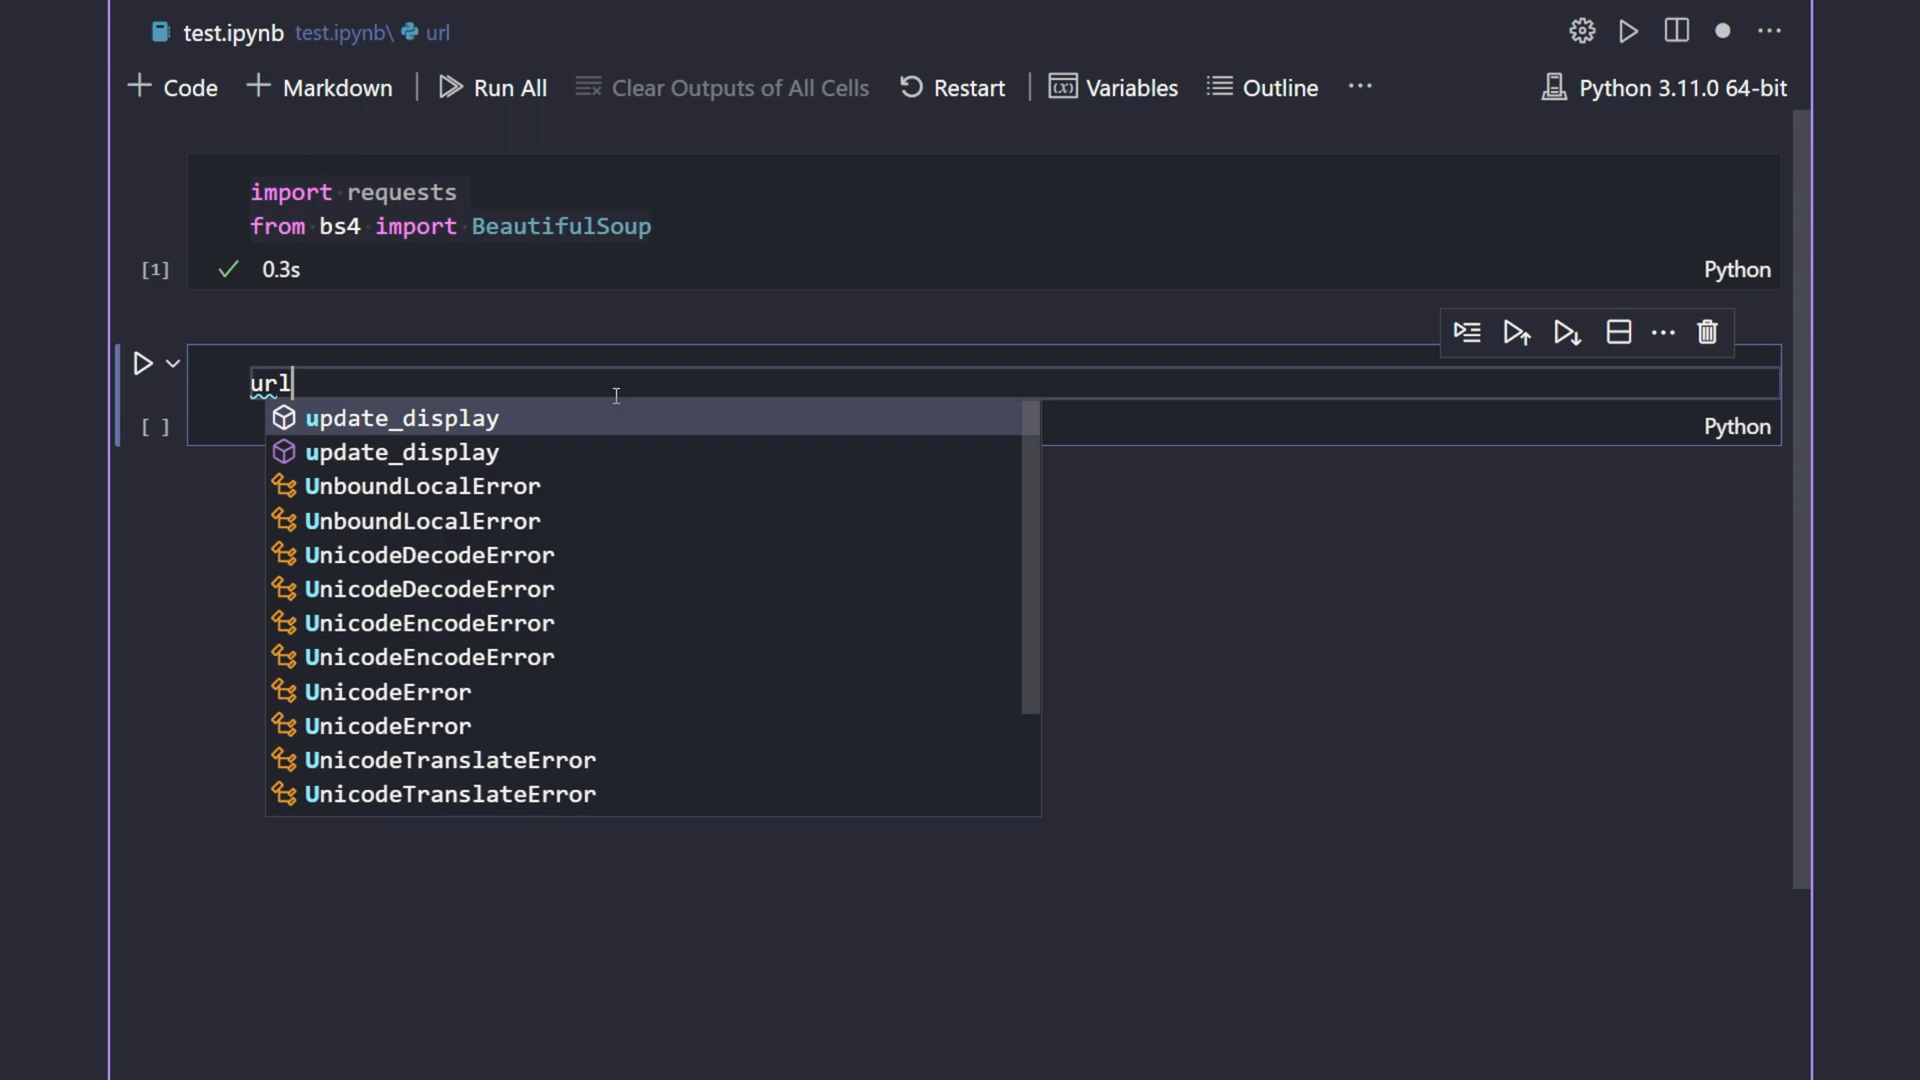 test.ipynb test.ipynb\ url
Code Markdown Run All Clear Outputs of All Cells Restart Variables Outline ... Python 3.11.0 64-bit
import requests
from bs4 import BeautifulSoup
[1] 0.3s Python
url
[ ] Python
update_display
update_display
UnboundLocalError
UnboundLocalError
UnicodeDecodeError
UnicodeDecodeError
UnicodeEncodeError
UnicodeEncodeError
UnicodeError
UnicodeError
UnicodeTranslateError
UnicodeTranslateError